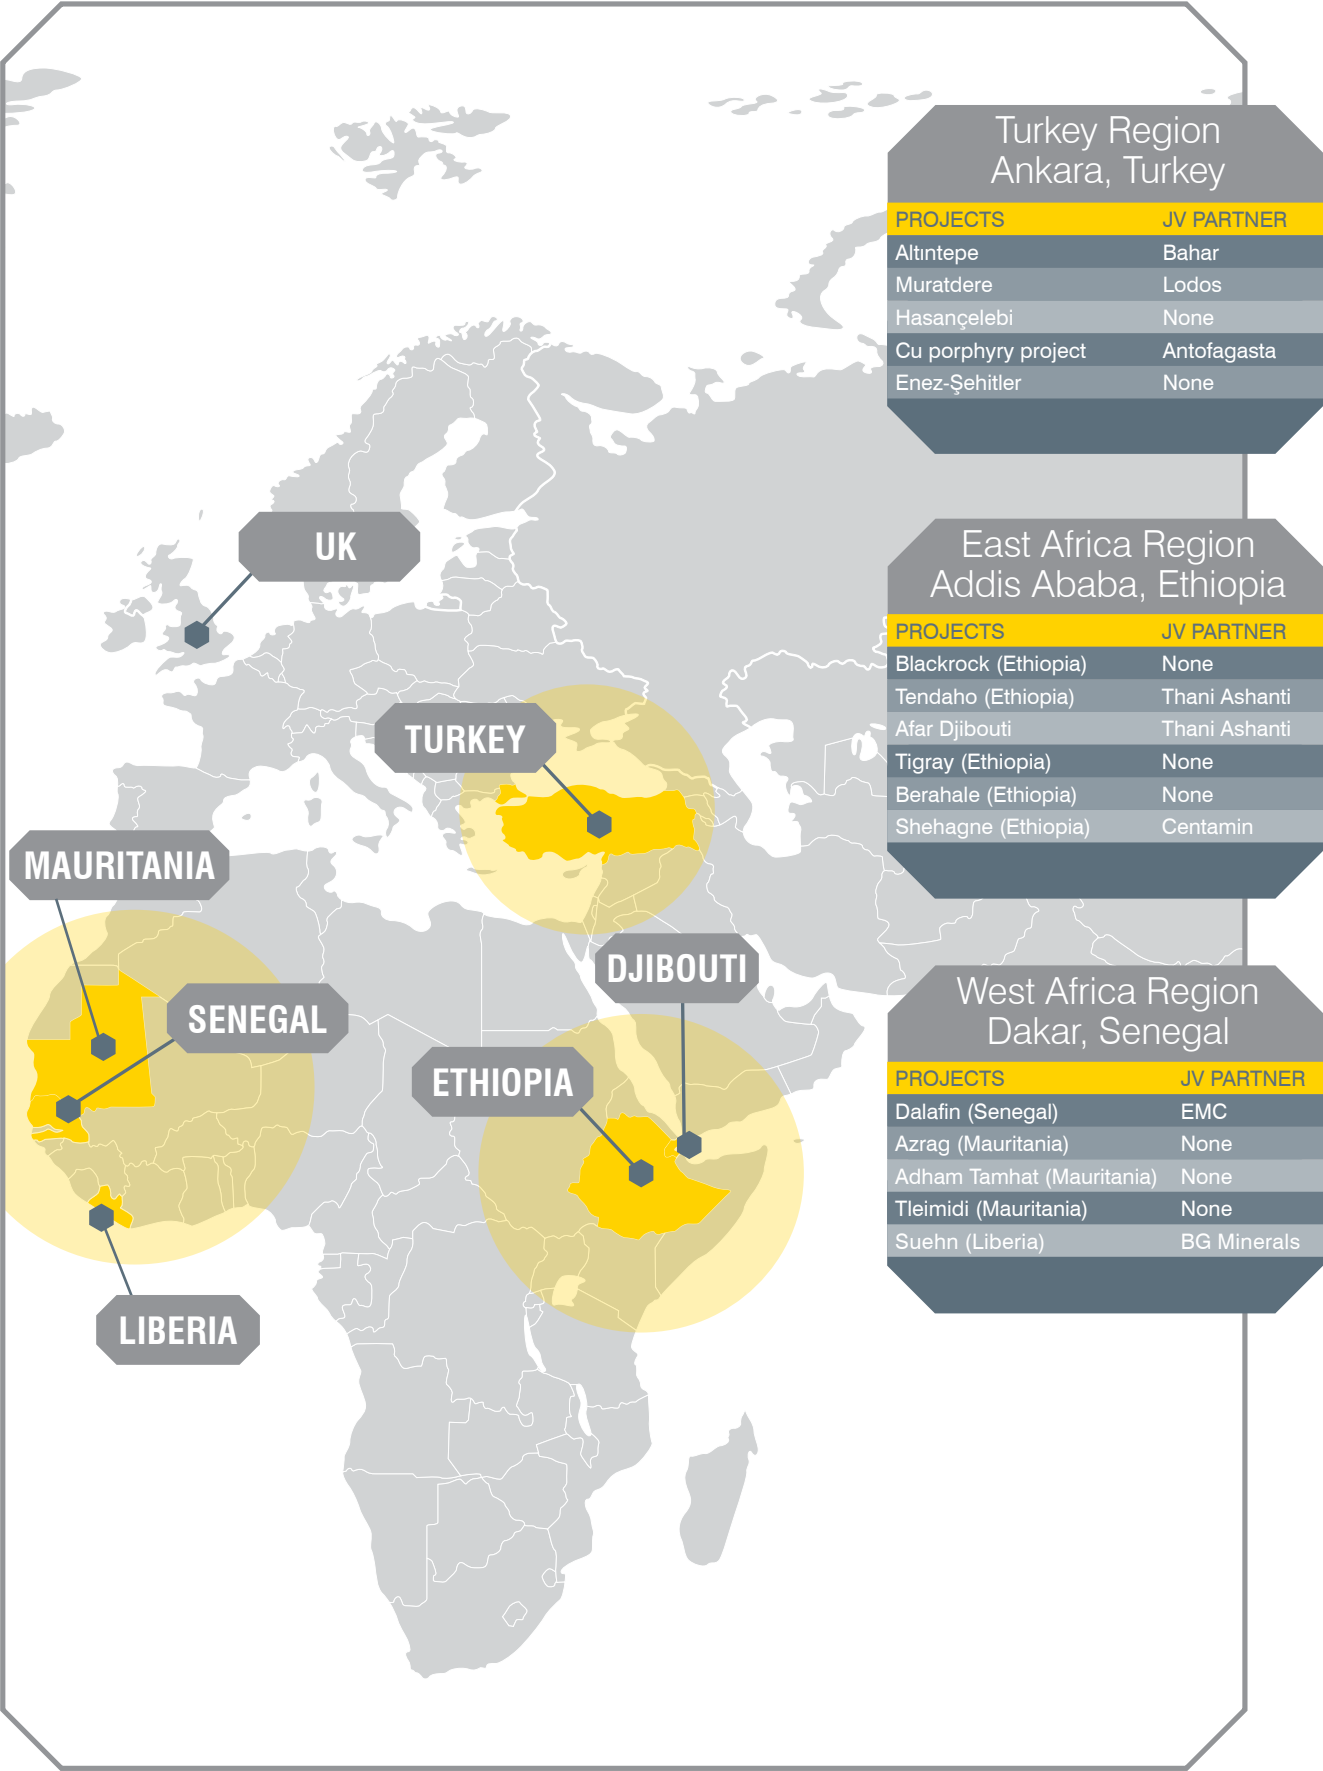 Turkey Region
Ankara, Turkey
PROJECTS JV PARTNER
Altıntepe Bahar
Muratdere Lodos
Hasançelebi None
Cu porphyry project Antofagasta
Enez-Şehitler None
UK
East Africa Region
Addis Ababa, Ethiopia
PROJECTS JV PARTNER
Blackrock (Ethiopia) None
Tendaho (Ethiopia) Thani Ashanti
Afar Djibouti Thani Ashanti
Tigray (Ethiopia) None
Berahale (Ethiopia) None
Shehagne (Ethiopia) Centamin
TURKEY
MAURITANIA
DJIBOUTI
SENEGAL
ETHIOPIA
West Africa Region
Dakar, Senegal
PROJECTS JV PARTNER
Dalafin (Senegal) EMC
Azrag (Mauritania) None
Adham Tamhat (Mauritania) None
Tleimidi (Mauritania) None
Suehn (Liberia) BG Minerals
LIBERIA